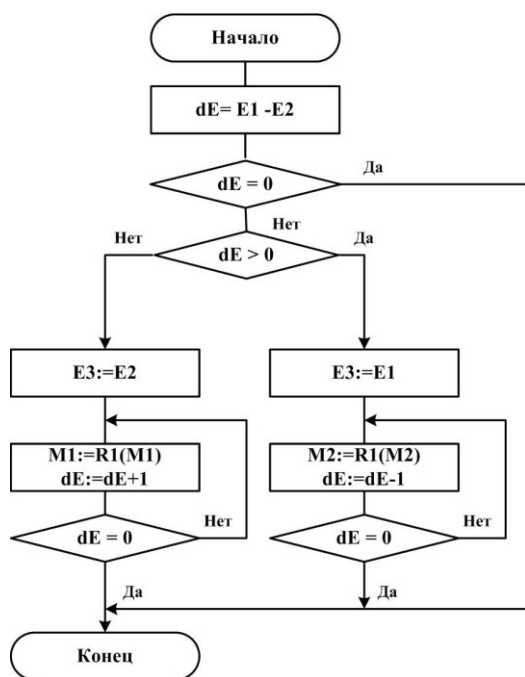 Начало
dE= E1 -E2
Да
dE = 0
Нет
Нет
Да
dE > 0
E3:=E2
E3:=E1
M1:=R1(M1)
dE:=dE+1
M2:=R1(M2)
dE:=dE-1
Нет
Нет
dE = 0
dE = 0
Да
Да
Конец